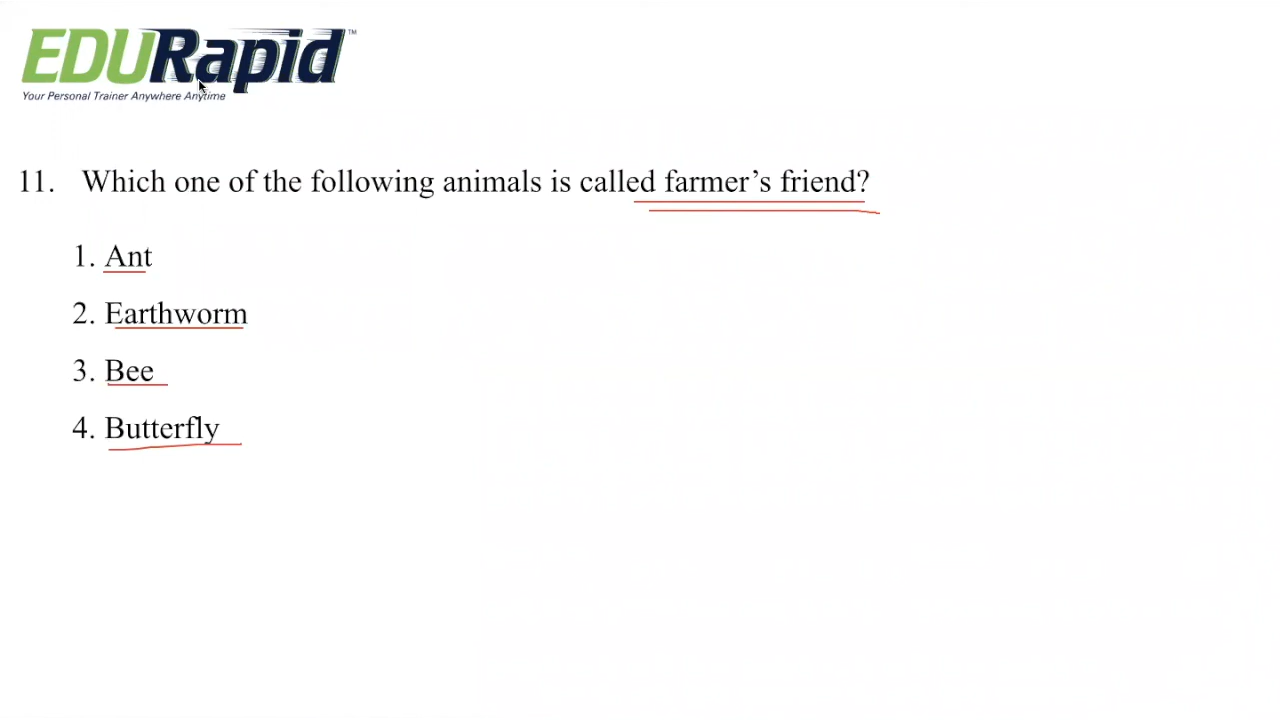 EDURapid™
Your Personal Trainer Anywhere Anytime
11. Which one of the following animals is called farmer’s friend?
1. Ant
2. Earthworm
3. Bee
4. Butterfly